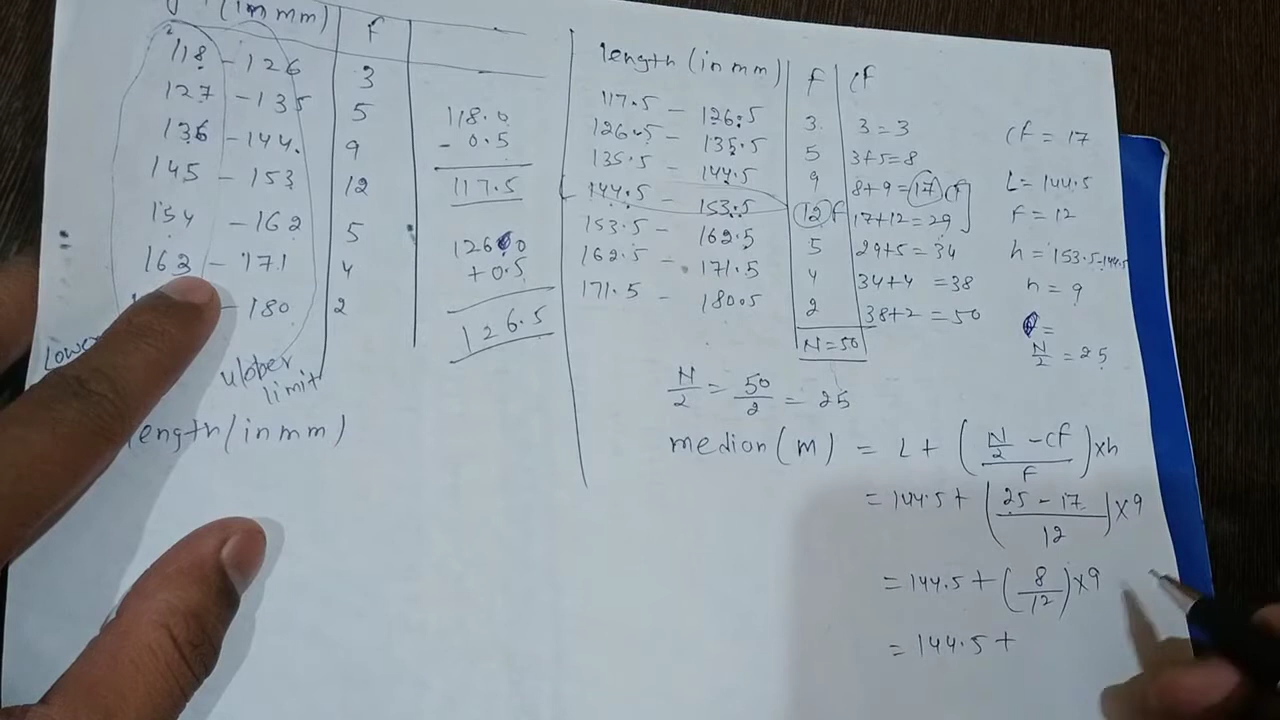 (in mm) f
118 - 126 3
127 - 135 5
136 - 144. 9
145 - 153 12
154 - 162 5
163 - 171 4
- 180 2
Lower
upper
limit
length (in mm)
118.0
- 0.5
117.5
126.0
+ 0.5
126.5
length (in mm) f cf
117.5 - 126.5 3 3 = 3
126.5 - 135.5 5 3+5 = 8
135.5 - 144.5 9 8+9 = 17 cf
144.5 - 153.5 12 f 17+12 = 29
153.5 - 162.5 5 29+5 = 34
162.5 - 171.5 4 34+4 = 38
171.5 - 180.5 2 38+2 = 50
N = 50
cf = 17
L = 144.5
f = 12
h = 153.5-144.5
h = 9
=
N/2 = 25
N/2 = 50/2 = 25
median (m) = L + (N/2 - cf / f) × h
= 144.5 + (25 - 17 / 12) × 9
= 144.5 + (8/12) × 9
= 144.5 +